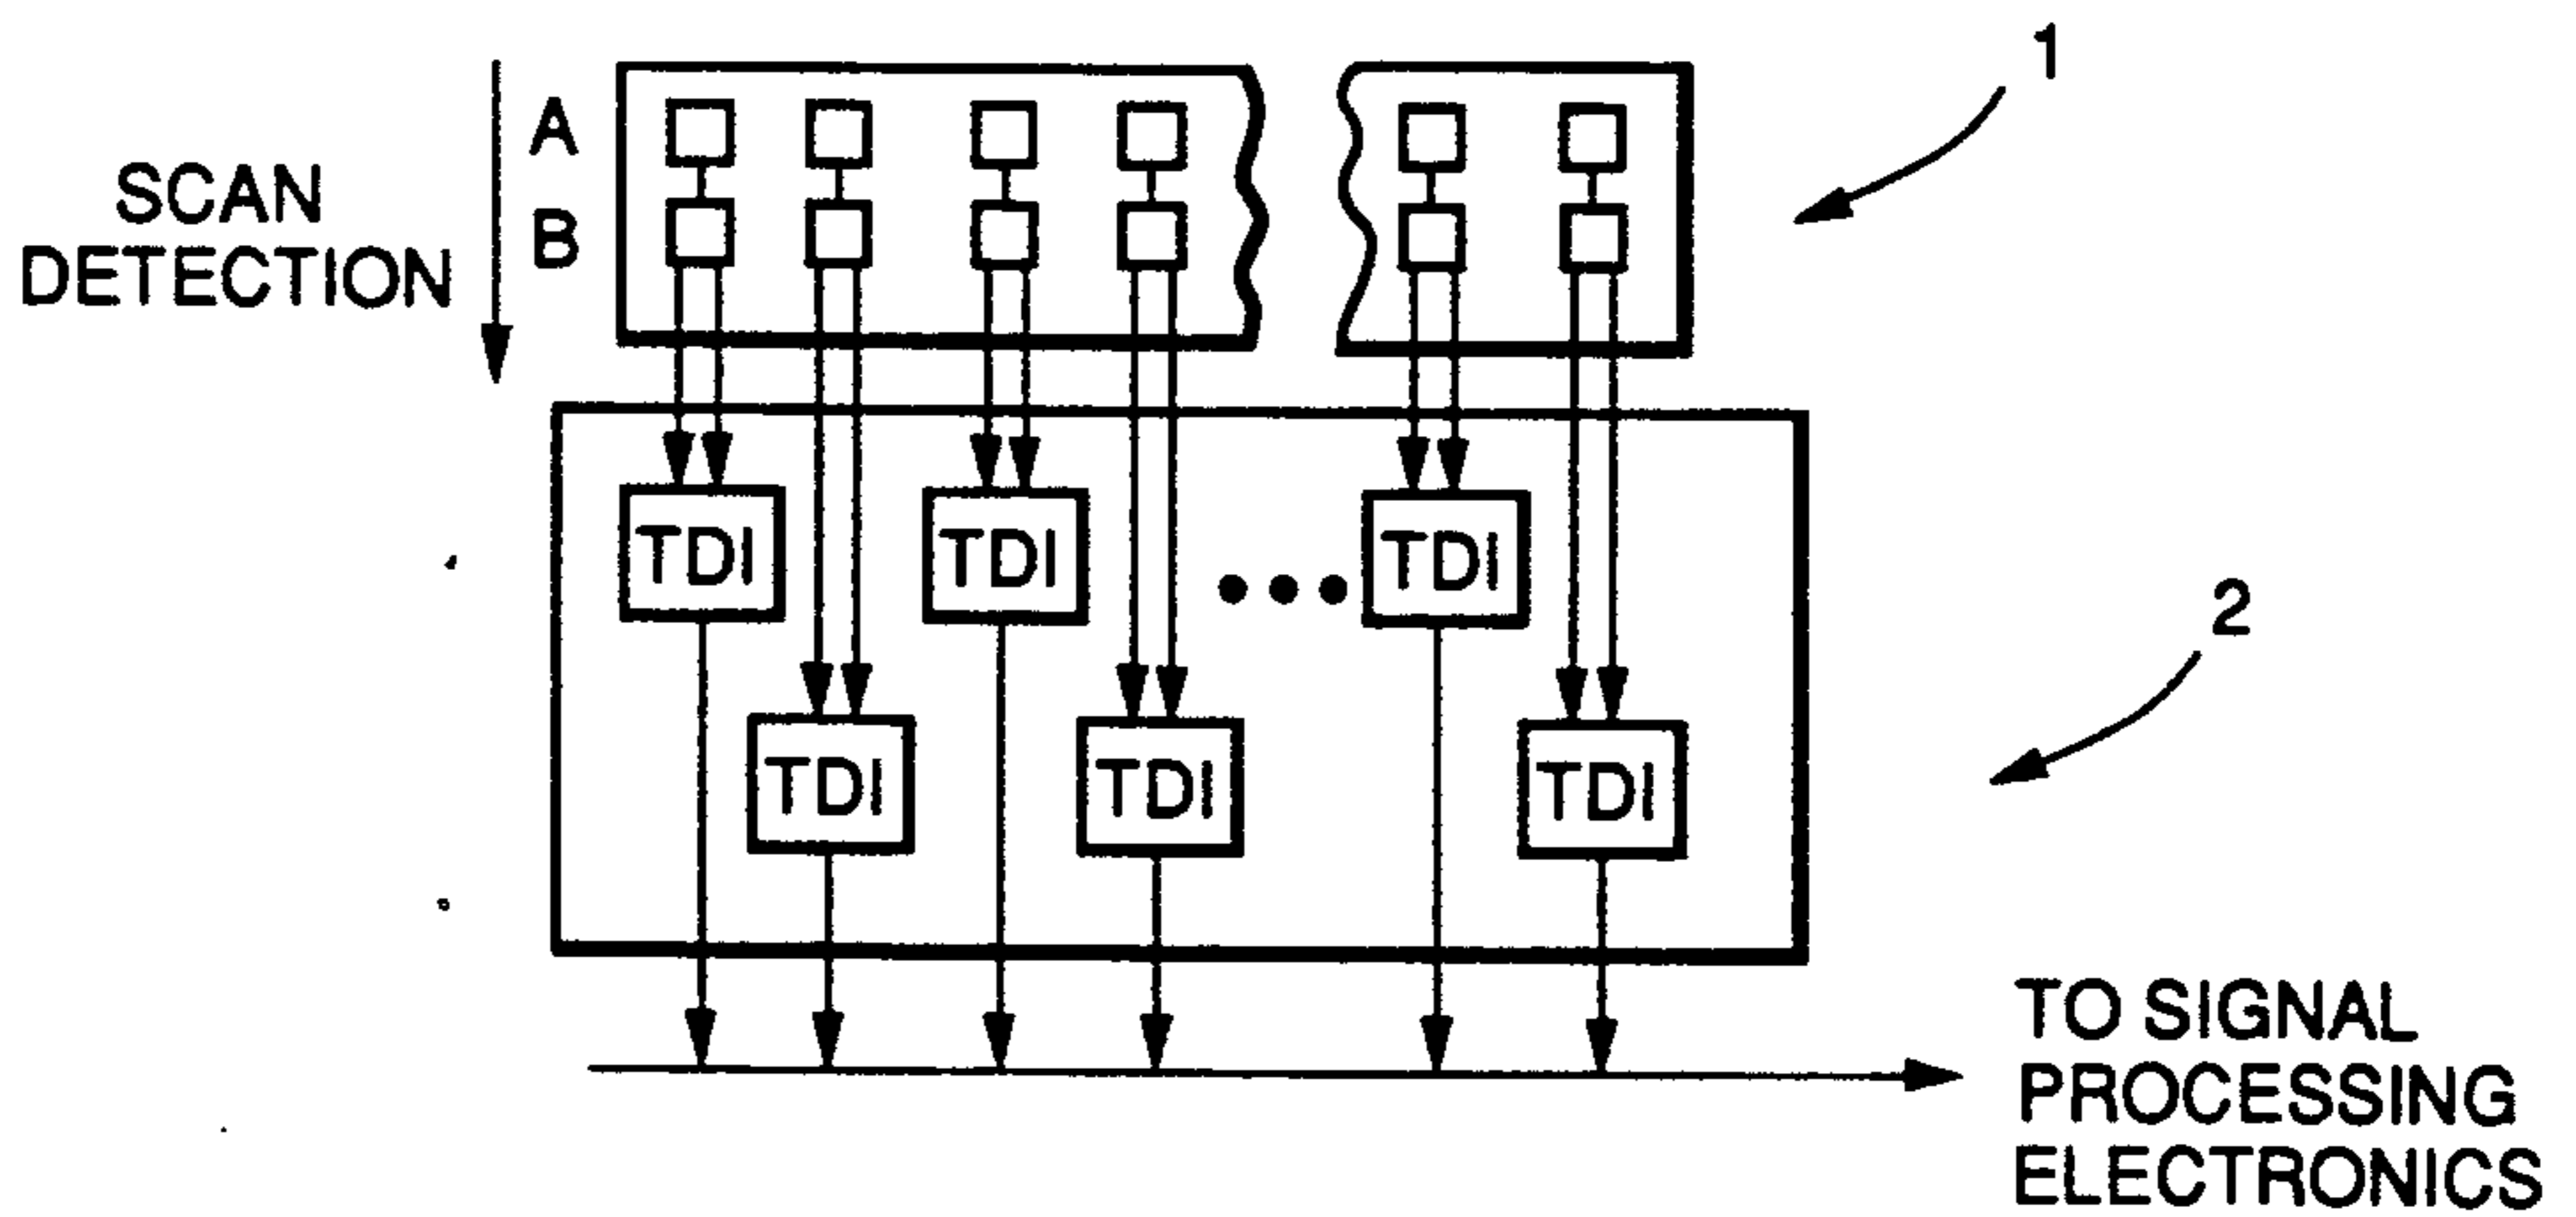 1
A
SCAN
DETECTION
B
2
TDI
TDI
TDI
TDI
TDI
TDI
TO SIGNAL
PROCESSING
ELECTRONICS